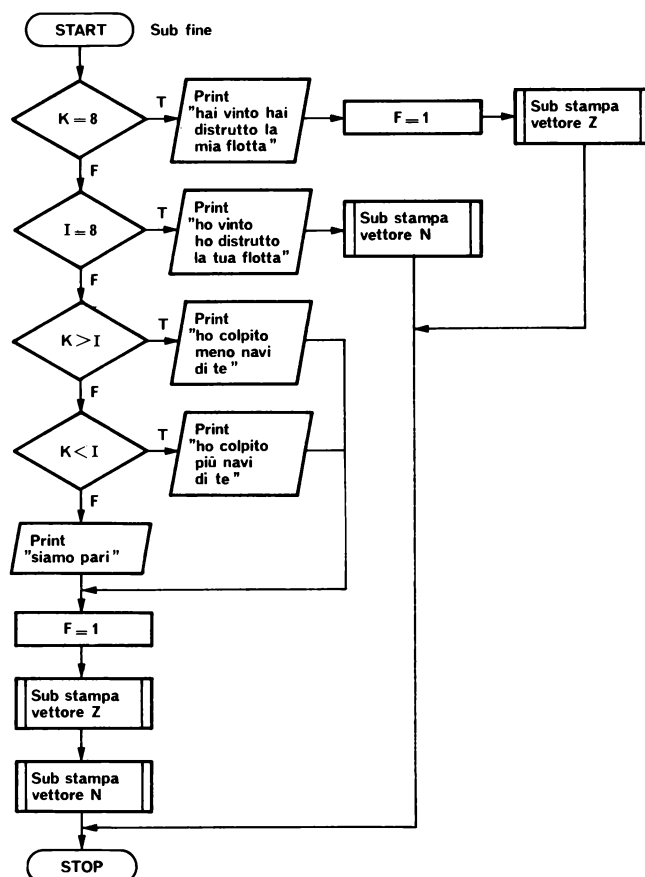 START
Sub fine
K = 8
T
Print
"hai vinto hai
distrutto la
mia flotta"
F = 1
Sub stampa
vettore Z
F
I = 8
T
Print
"ho vinto
ho distrutto
la tua flotta"
Sub stampa
vettore N
F
K > I
T
Print
"ho colpito
meno navi
di te"
F
K < I
T
Print
"ho colpito
più navi
di te"
F
Print
"siamo pari"
F = 1
Sub stampa
vettore Z
Sub stampa
vettore N
STOP